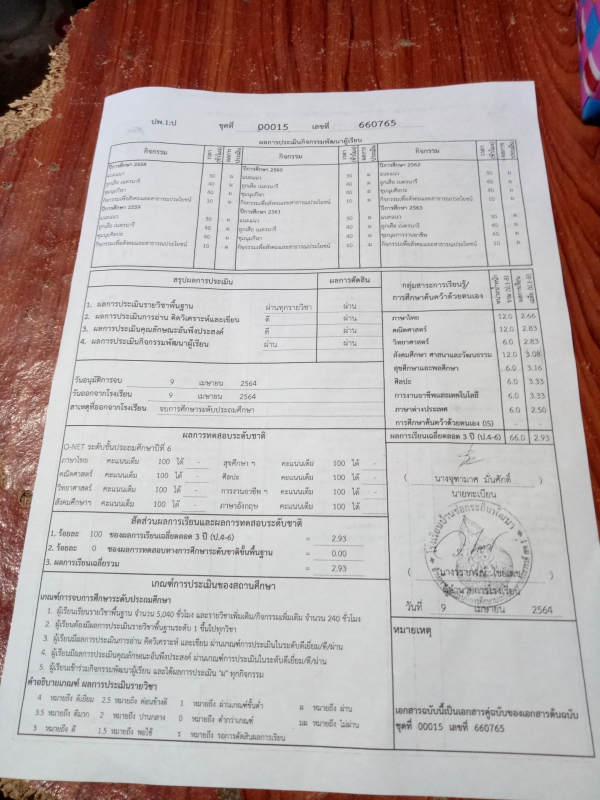 ปพ.1:ป ชุดที่ 00015 เลขที่ 660765
ผลการประเมินกิจกรรมพัฒนาผู้เรียน
กิจกรรม เวลา (ชั่วโมง) ผลการประเมิน กิจกรรม เวลา (ชั่วโมง) ผลการประเมิน กิจกรรม เวลา (ชั่วโมง) ผลการประเมิน
ปีการศึกษา 2558 ปีการศึกษา 2560 ปีการศึกษา 2562
แนะแนว 30 ผ แนะแนว 30 ผ แนะแนว 30 ผ
ลูกเสือ เนตรนารี 40 ผ ลูกเสือ เนตรนารี 40 ผ ลูกเสือ เนตรนารี 40 ผ
ชุมนุมกีฬา 40 ผ ชุมนุมกีฬา 40 ผ ชุมนุมศิลปะ 40 ผ
กิจกรรมเพื่อสังคมและสาธารณประโยชน์ 10 ผ กิจกรรมเพื่อสังคมและสาธารณประโยชน์ 10 ผ กิจกรรมเพื่อสังคมและสาธารณประโยชน์ 10 ผ
ปีการศึกษา 2559 ปีการศึกษา 2561 ปีการศึกษา 2563
แนะแนว 30 ผ แนะแนว 30 ผ แนะแนว 30 ผ
ลูกเสือ เนตรนารี 40 ผ ลูกเสือ เนตรนารี 40 ผ ลูกเสือ เนตรนารี 40 ผ
ชุมนุมศิลปะ 40 ผ ชุมนุมกีฬา 40 ผ ชุมนุมการงานอาชีพ 40 ผ
กิจกรรมเพื่อสังคมและสาธารณประโยชน์ 10 ผ กิจกรรมเพื่อสังคมและสาธารณประโยชน์ 10 ผ กิจกรรมเพื่อสังคมและสาธารณประโยชน์ 10 ผ
สรุปผลการประเมิน ผลการตัดสิน
1. ผลการประเมินรายวิชาพื้นฐาน ผ่านทุกรายวิชา ผ่าน
2. ผลการประเมินการอ่าน คิดวิเคราะห์และเขียน ดี ผ่าน
3. ผลการประเมินคุณลักษณะอันพึงประสงค์ ดี ผ่าน
4. ผลการประเมินกิจกรรมพัฒนาผู้เรียน ผ่าน ผ่าน
วันอนุมัติการจบ 9 เมษายน 2564
วันออกจากโรงเรียน 9 เมษายน 2564
สาเหตุที่ออกจากโรงเรียน จบการศึกษาระดับประถมศึกษา
กลุ่มสาระการเรียนรู้/
การศึกษาค้นคว้าด้วยตนเอง
ภาษาไทย 12.0 2.66
คณิตศาสตร์ 12.0 2.83
วิทยาศาสตร์ 6.0 2.83
สังคมศึกษา ศาสนาและวัฒนธรรม 12.0 3.08
สุขศึกษาและพลศึกษา 6.0 3.16
ศิลปะ 6.0 3.33
การงานอาชีพและเทคโนโลยี 6.0 3.33
ภาษาต่างประเทศ 6.0 2.50
การศึกษาค้นคว้าด้วยตนเอง (IS) - -
ผลการเรียนเฉลี่ยตลอด 3 ปี (ป.4-6) 66.0 2.93
ผลการทดสอบระดับชาติ
O-NET ระดับชั้นประถมศึกษาปีที่ 6
ภาษาไทย คะแนนเต็ม 100 ได้ - สุขศึกษา ฯ คะแนนเต็ม 100 ได้ -
คณิตศาสตร์ คะแนนเต็ม 100 ได้ - ศิลปะ คะแนนเต็ม 100 ได้ -
วิทยาศาสตร์ คะแนนเต็ม 100 ได้ - การงานอาชีพ ฯ คะแนนเต็ม 100 ได้ -
สังคมศึกษาฯ คะแนนเต็ม 100 ได้ - ภาษาอังกฤษ คะแนนเต็ม 100 ได้ -
สัดส่วนผลการเรียนและผลการทดสอบระดับชาติ
1. ร้อยละ 100 ของผลการเรียนเฉลี่ยตลอด 3 ปี (ป.4-6) = 2.93
2. ร้อยละ 0 ของผลการทดสอบทางการศึกษาระดับชาติขั้นพื้นฐาน = 0.00
3. ผลการเรียนเฉลี่ยรวม = 2.93
( นางจุฑามาศ มั่นศักดิ์ )
นายทะเบียน
ผู้อำนวยการโรงเรียน
วันที่ 9 เมษายน 2564
เกณฑ์การประเมินของสถานศึกษา
เกณฑ์การจบการศึกษาระดับประถมศึกษา
1. ผู้เรียนเรียนรายวิชาพื้นฐาน จำนวน 5,040 ชั่วโมง และรายวิชาเพิ่มเติม/กิจกรรมเพิ่มเติม จำนวน 240 ชั่วโมง
2. ผู้เรียนต้องมีผลการประเมินรายวิชาพื้นฐานระดับ 1 ขึ้นไปทุกวิชา
3. ผู้เรียนมีผลการประเมินการอ่าน คิดวิเคราะห์ และเขียน ผ่านเกณฑ์การประเมินในระดับดีเยี่ยม/ดี/ผ่าน
4. ผู้เรียนมีผลการประเมินคุณลักษณะอันพึงประสงค์ ผ่านเกณฑ์การประเมินในระดับดีเยี่ยม/ดี/ผ่าน
5. ผู้เรียนเข้าร่วมกิจกรรมพัฒนาผู้เรียน และได้ผลการประเมิน "ผ" ทุกกิจกรรม
คำอธิบายเกณฑ์ ผลการประเมินรายวิชา
4 หมายถึง ดีเยี่ยม 2.5 หมายถึง ค่อนข้างดี 1 หมายถึง ผ่านเกณฑ์ขั้นต่ำ ผ หมายถึง ผ่าน
3.5 หมายถึง ดีมาก 2 หมายถึง ปานกลาง 0 หมายถึง ต่ำกว่าเกณฑ์ มผ หมายถึง ไม่ผ่าน
3 หมายถึง ดี 1.5 หมายถึง พอใช้ ร หมายถึง รอการตัดสินผลการเรียน
หมายเหตุ
เอกสารฉบับนี้เป็นเอกสารคู่ฉบับของเอกสารต้นฉบับ
ชุดที่ 00015 เลขที่ 660765